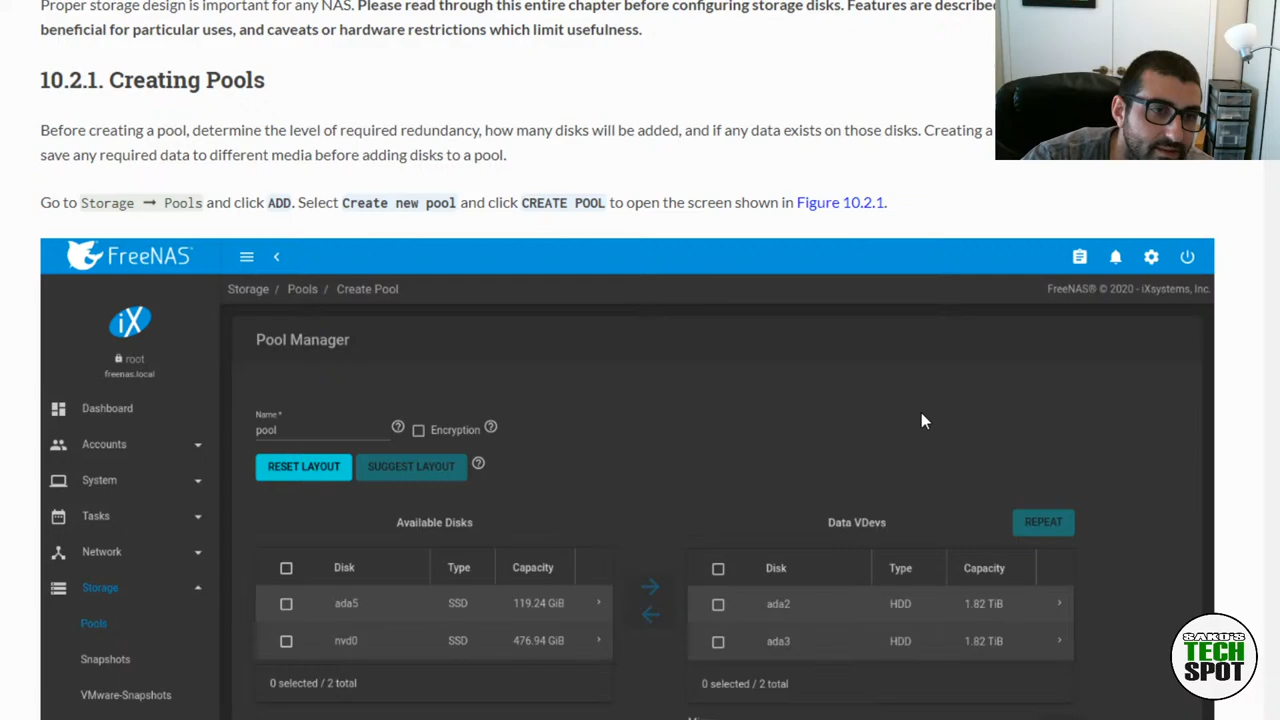 Proper storage design is important for any NAS. Please read through this entire chapter before configuring storage disks. Features are described
beneficial for particular uses, and caveats or hardware restrictions which limit usefulness.
10.2.1. Creating Pools
Before creating a pool, determine the level of required redundancy, how many disks will be added, and if any data exists on those disks. Creating a
save any required data to different media before adding disks to a pool.
Go to Storage → Pools and click ADD. Select Create new pool and click CREATE POOL to open the screen shown in Figure 10.2.1.
FreeNAS
Storage / Pools / Create Pool
FreeNAS® © 2020 - iXsystems, Inc.
iX
root
freenas.local
Pool Manager
Name *
pool
Encryption
RESET LAYOUT
SUGGEST LAYOUT
Dashboard
Accounts
System
Tasks
Network
Storage
Pools
Snapshots
VMware-Snapshots
Available Disks
Disk Type Capacity
ada5 SSD 119.24 GiB
nvd0 SSD 476.94 GiB
0 selected / 2 total
Data VDevs
REPEAT
Disk Type Capacity
ada2 HDD 1.82 TiB
ada3 HDD 1.82 TiB
0 selected / 2 total
SAKO'S
TECH
SPOT